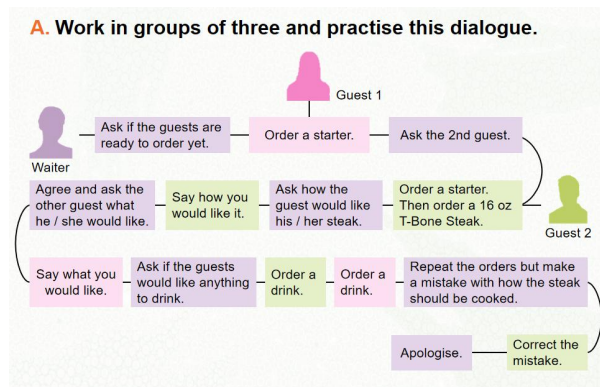 A. Work in groups of three and practise this dialogue.
Guest 1
Waiter
Ask if the guests are
ready to order yet.
Order a starter.
Ask the 2nd guest.
Guest 2
Order a starter.
Then order a 16 oz
T-Bone Steak.
Ask how the
guest would like
his / her steak.
Say how you
would like it.
Agree and ask the
other guest what
he / she would like.
Say what you
would like.
Ask if the guests
would like anything
to drink.
Order a
drink.
Order a
drink.
Repeat the orders but make
a mistake with how the steak
should be cooked.
Correct the
mistake.
Apologise.